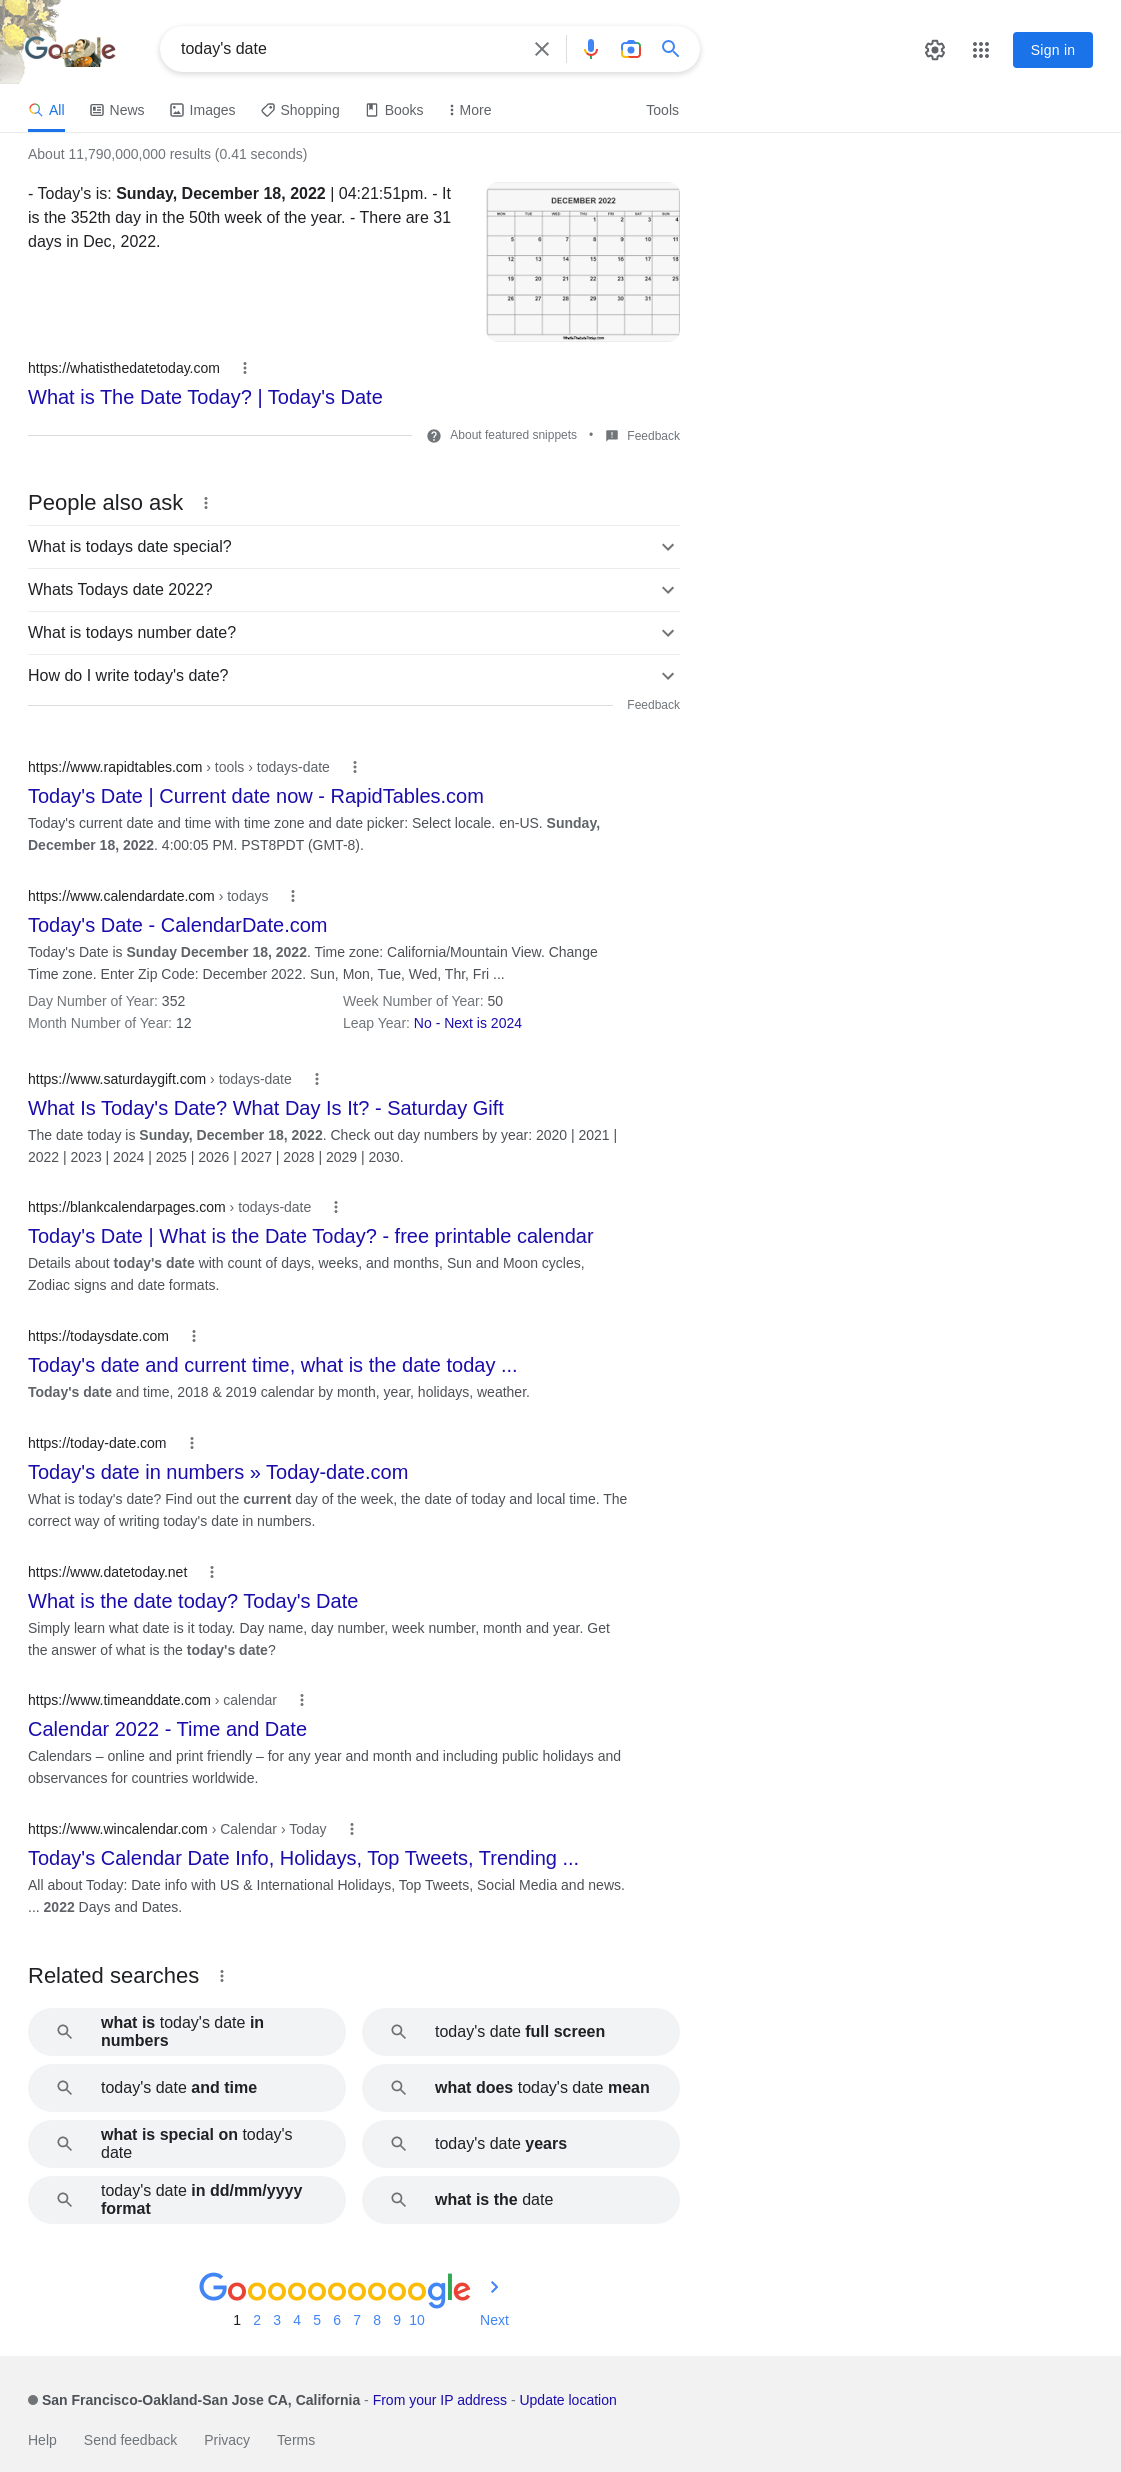 Google
today's date
Sign in
All News Images Shopping Books More Tools
About 11,790,000,000 results (0.41 seconds)
- Today's is: Sunday, December 18, 2022 | 04:21:51pm. - It
is the 352th day in the 50th week of the year. - There are 31
days in Dec, 2022.
DECEMBER 2022
MON TUE WED THU FRI SAT SUN
1 2 3 4
5 6 7 8 9 10 11
12 13 14 15 16 17 18
19 20 21 22 23 24 25
26 27 28 29 30 31
WhatIsTheDateToday.com
https://whatisthedatetoday.com
What is The Date Today? | Today's Date
About featured snippets • Feedback
People also ask
What is todays date special?
Whats Todays date 2022?
What is todays number date?
How do I write today's date?
Feedback
https://www.rapidtables.com › tools › todays-date
Today's Date | Current date now - RapidTables.com
Today's current date and time with time zone and date picker: Select locale. en-US. Sunday,
December 18, 2022. 4:00:05 PM. PST8PDT (GMT-8).
https://www.calendardate.com › todays
Today's Date - CalendarDate.com
Today's Date is Sunday December 18, 2022. Time zone: California/Mountain View. Change
Time zone. Enter Zip Code: December 2022. Sun, Mon, Tue, Wed, Thr, Fri ...
Day Number of Year: 352 Week Number of Year: 50
Month Number of Year: 12 Leap Year: No - Next is 2024
https://www.saturdaygift.com › todays-date
What Is Today's Date? What Day Is It? - Saturday Gift
The date today is Sunday, December 18, 2022. Check out day numbers by year: 2020 | 2021 |
2022 | 2023 | 2024 | 2025 | 2026 | 2027 | 2028 | 2029 | 2030.
https://blankcalendarpages.com › todays-date
Today's Date | What is the Date Today? - free printable calendar
Details about today's date with count of days, weeks, and months, Sun and Moon cycles,
Zodiac signs and date formats.
https://todaysdate.com
Today's date and current time, what is the date today ...
Today's date and time, 2018 & 2019 calendar by month, year, holidays, weather.
https://today-date.com
Today's date in numbers » Today-date.com
What is today's date? Find out the current day of the week, the date of today and local time. The
correct way of writing today's date in numbers.
https://www.datetoday.net
What is the date today? Today's Date
Simply learn what date is it today. Day name, day number, week number, month and year. Get
the answer of what is the today's date?
https://www.timeanddate.com › calendar
Calendar 2022 - Time and Date
Calendars – online and print friendly – for any year and month and including public holidays and
observances for countries worldwide.
https://www.wincalendar.com › Calendar › Today
Today's Calendar Date Info, Holidays, Top Tweets, Trending ...
All about Today: Date info with US & International Holidays, Top Tweets, Social Media and news.
... 2022 Days and Dates.
Related searches
what is today's date in
numbers
today's date full screen
today's date and time
what does today's date mean
what is special on today's
date
today's date years
today's date in dd/mm/yyyy
format
what is the date
Goooooooooogle
1 2 3 4 5 6 7 8 9 10 Next
San Francisco-Oakland-San Jose CA, California - From your IP address - Update location
Help Send feedback Privacy Terms